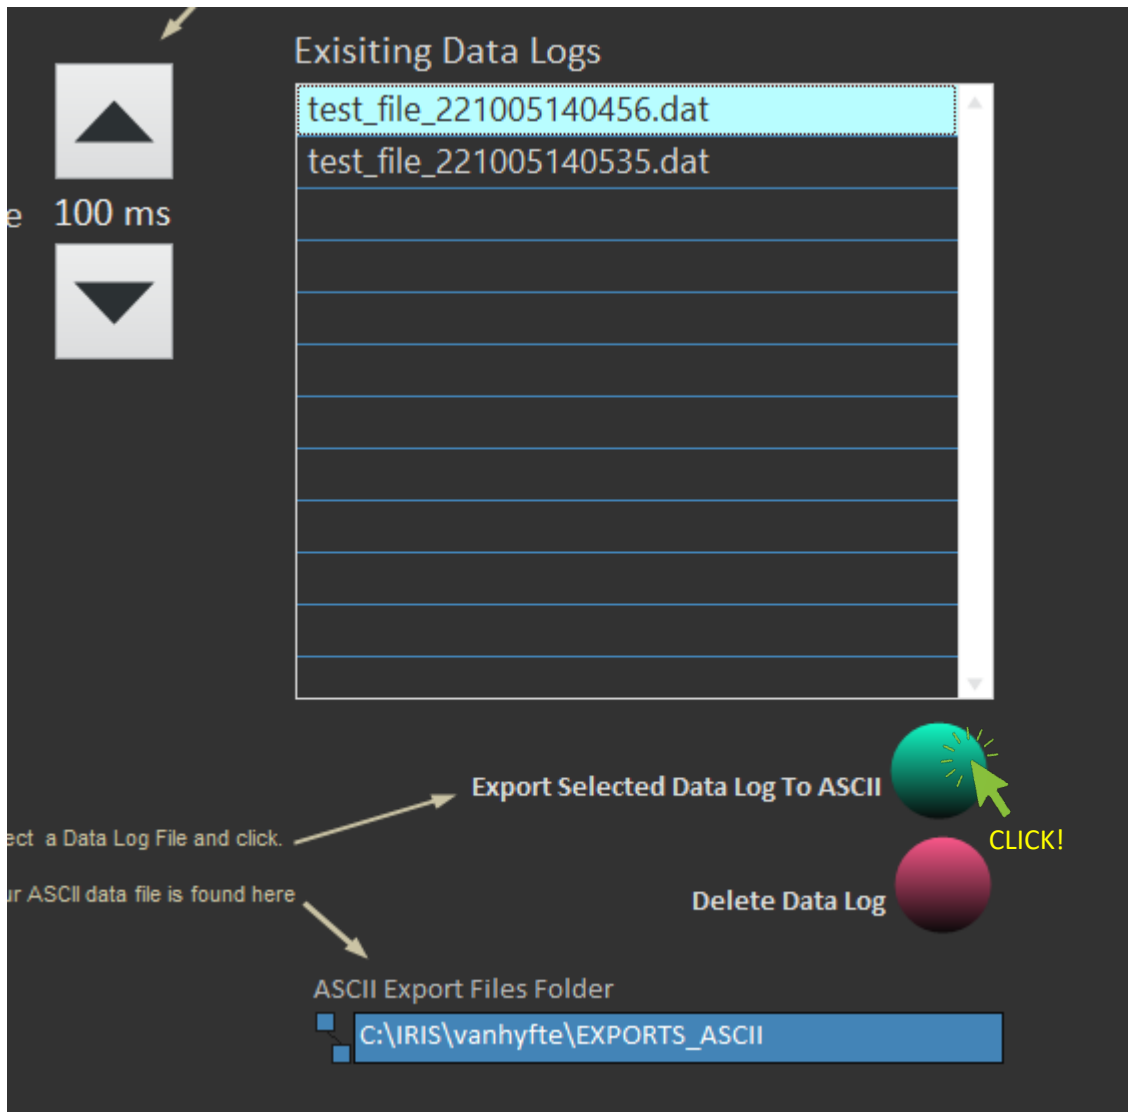 Exisiting Data Logs
test_file_221005140456.dat
test_file_221005140535.dat
e 100 ms
Export Selected Data Log To ASCII
CLICK!
ect a Data Log File and click.
ur ASCII data file is found here
Delete Data Log
ASCII Export Files Folder
C:\IRIS\vanhyfte\EXPORTS_ASCII